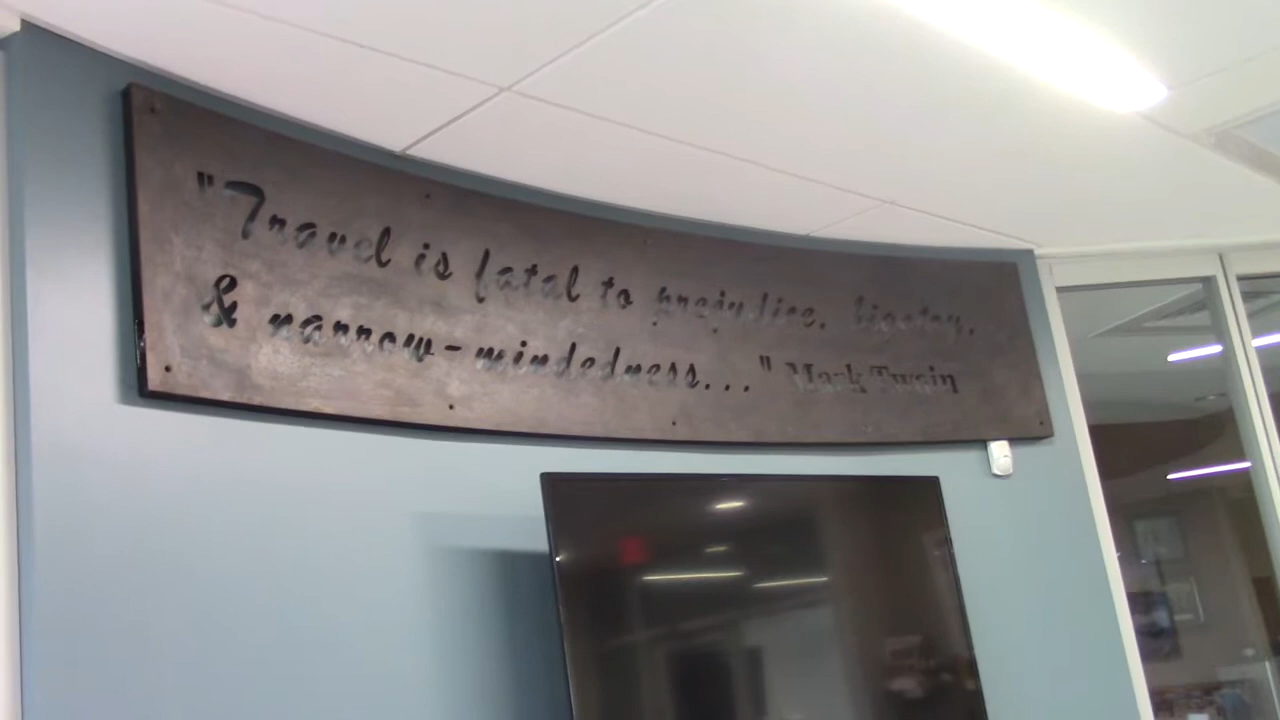 "Travel is fatal to prejudice, bigotry,
& narrow-mindedness..." Mark Twain